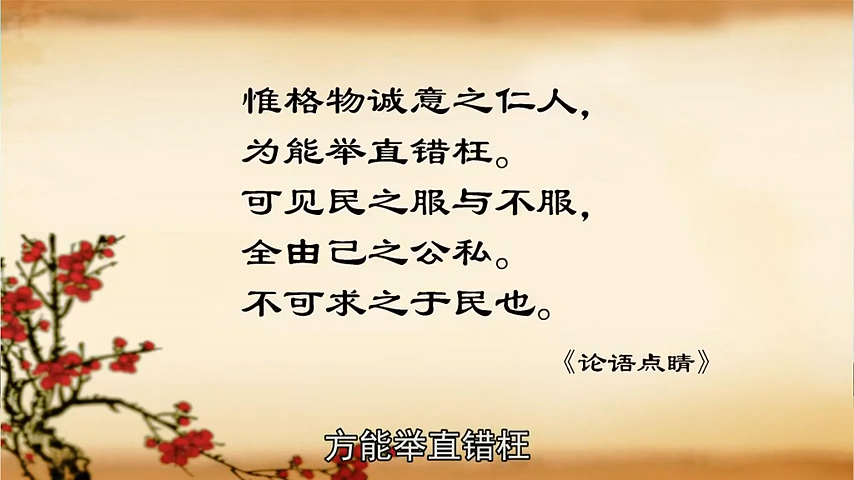 惟格物诚意之仁人，
为能举直错枉。
可见民之服与不服，
全由己之公私。
不可求之于民也。
《论语点睛》
方能举直错枉